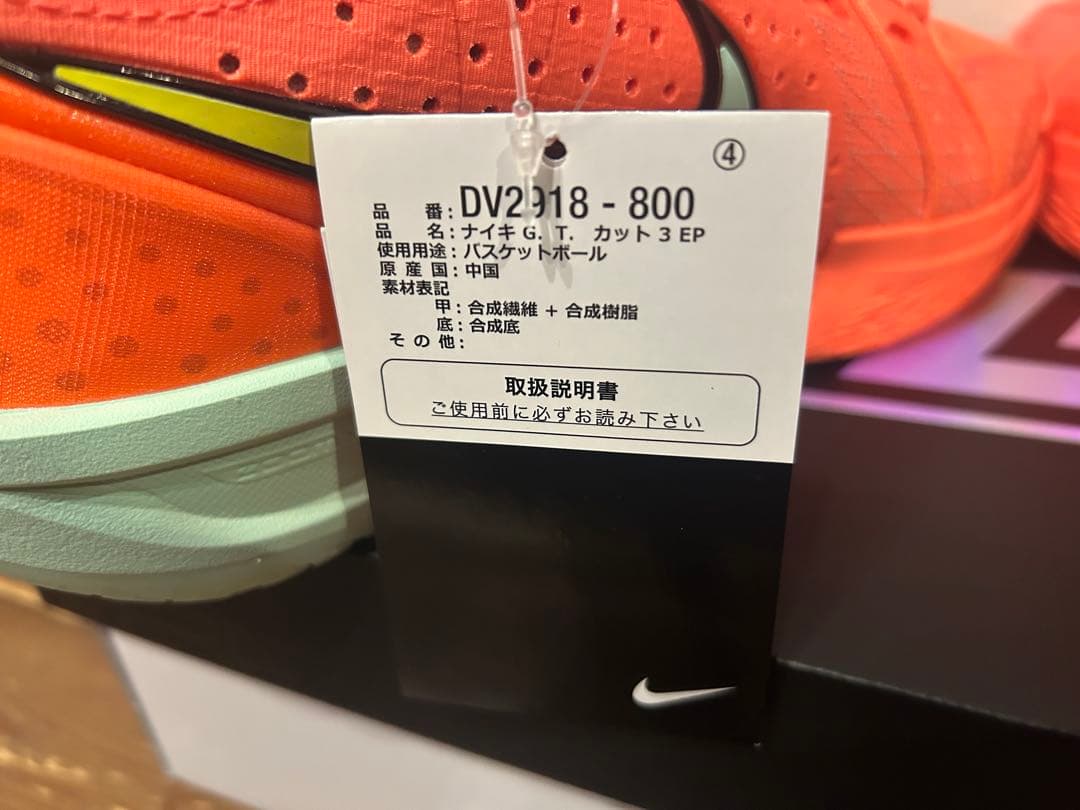 ④
品 番：DV2918 - 800
品 名：ナイキ G．T． カット 3 EP
使用用途：バスケットボール
原 産 国：中国
素材表記
甲：合成繊維 + 合成樹脂
底：合成底
そ の 他：
取扱説明書
ご使用前に必ずお読み下さい